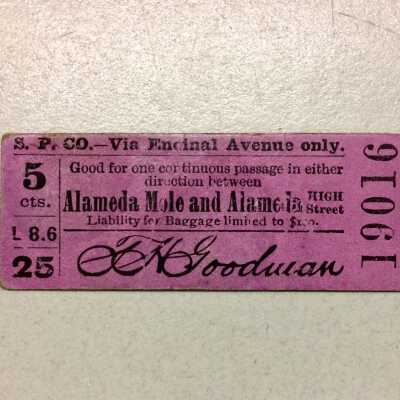 S. P. CO.—Via Encinal Avenue only.
5 cts.
Good for one continuous passage in either
direction between
Alameda Mole and Alameda HIGH Street
Liability for Baggage limited to
L 8.6
25
F H Goodman
19016